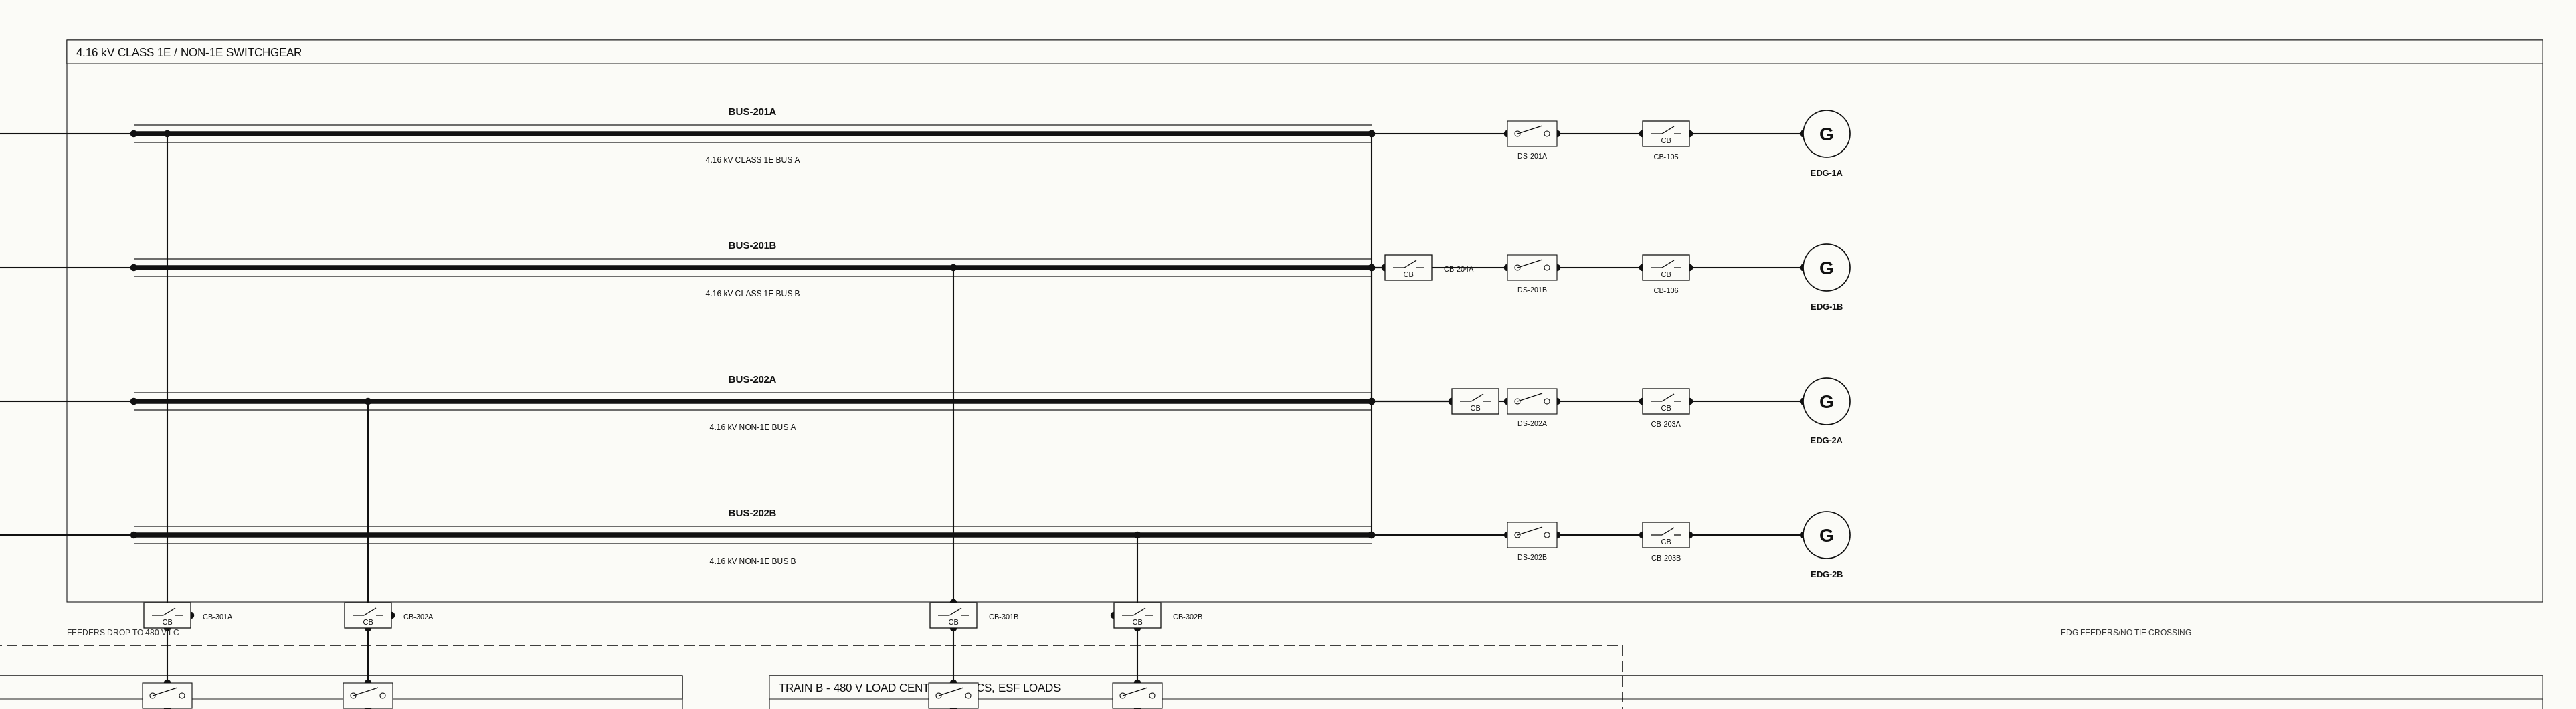 4.16 kV CLASS 1E / NON-1E SWITCHGEAR
BUS-201A
4.16 kV CLASS 1E BUS A
DS-201A
CB
CB-105
G
EDG-1A
BUS-201B
4.16 kV CLASS 1E BUS B
CB
CB-204A
DS-201B
CB
CB-106
G
EDG-1B
BUS-202A
4.16 kV NON-1E BUS A
CB
DS-202A
CB
CB-203A
G
EDG-2A
BUS-202B
4.16 kV NON-1E BUS B
DS-202B
CB
CB-203B
G
EDG-2B
CB
CB-301A
CB
CB-302A
CB
CB-301B
CB
CB-302B
FEEDERS DROP TO 480 V LC
EDG FEEDERS/NO TIE CROSSING
TRAIN B - 480 V LOAD CENT CS, ESF LOADS